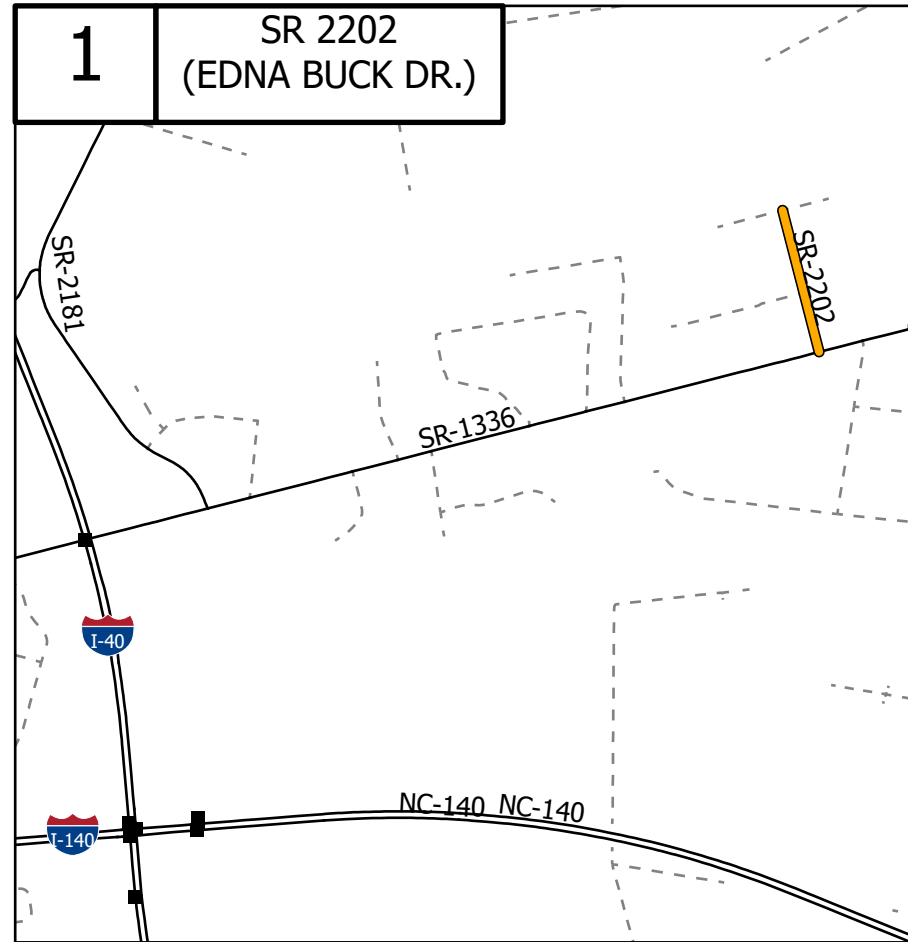 1
SR 2202
(EDNA BUCK DR.)
SR-2181
SR-2202
SR-1336
I-40
NC-140 NC-140
I-140